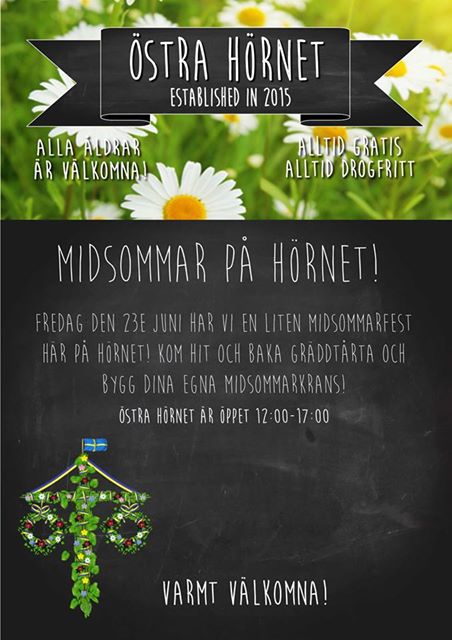 ÖSTRA HÖRNET
ESTABLISHED IN 2015
ALLA ÅLDRAR
ÄR VÄLKOMNA!
ALLTID GRATIS
ALLTID DROGFRITT
MIDSOMMAR PÅ HÖRNET!
FREDAG DEN 23E JUNI HAR VI EN LITEN MIDSOMMARFEST
HÄR PÅ HÖRNET! KOM HIT OCH BAKA GRÄDDTÅRTA OCH
BYGG DINA EGNA MIDSOMMARKRANS!
ÖSTRA HÖRNET ÄR ÖPPET 12:00-17:00
VARMT VÄLKOMNA!